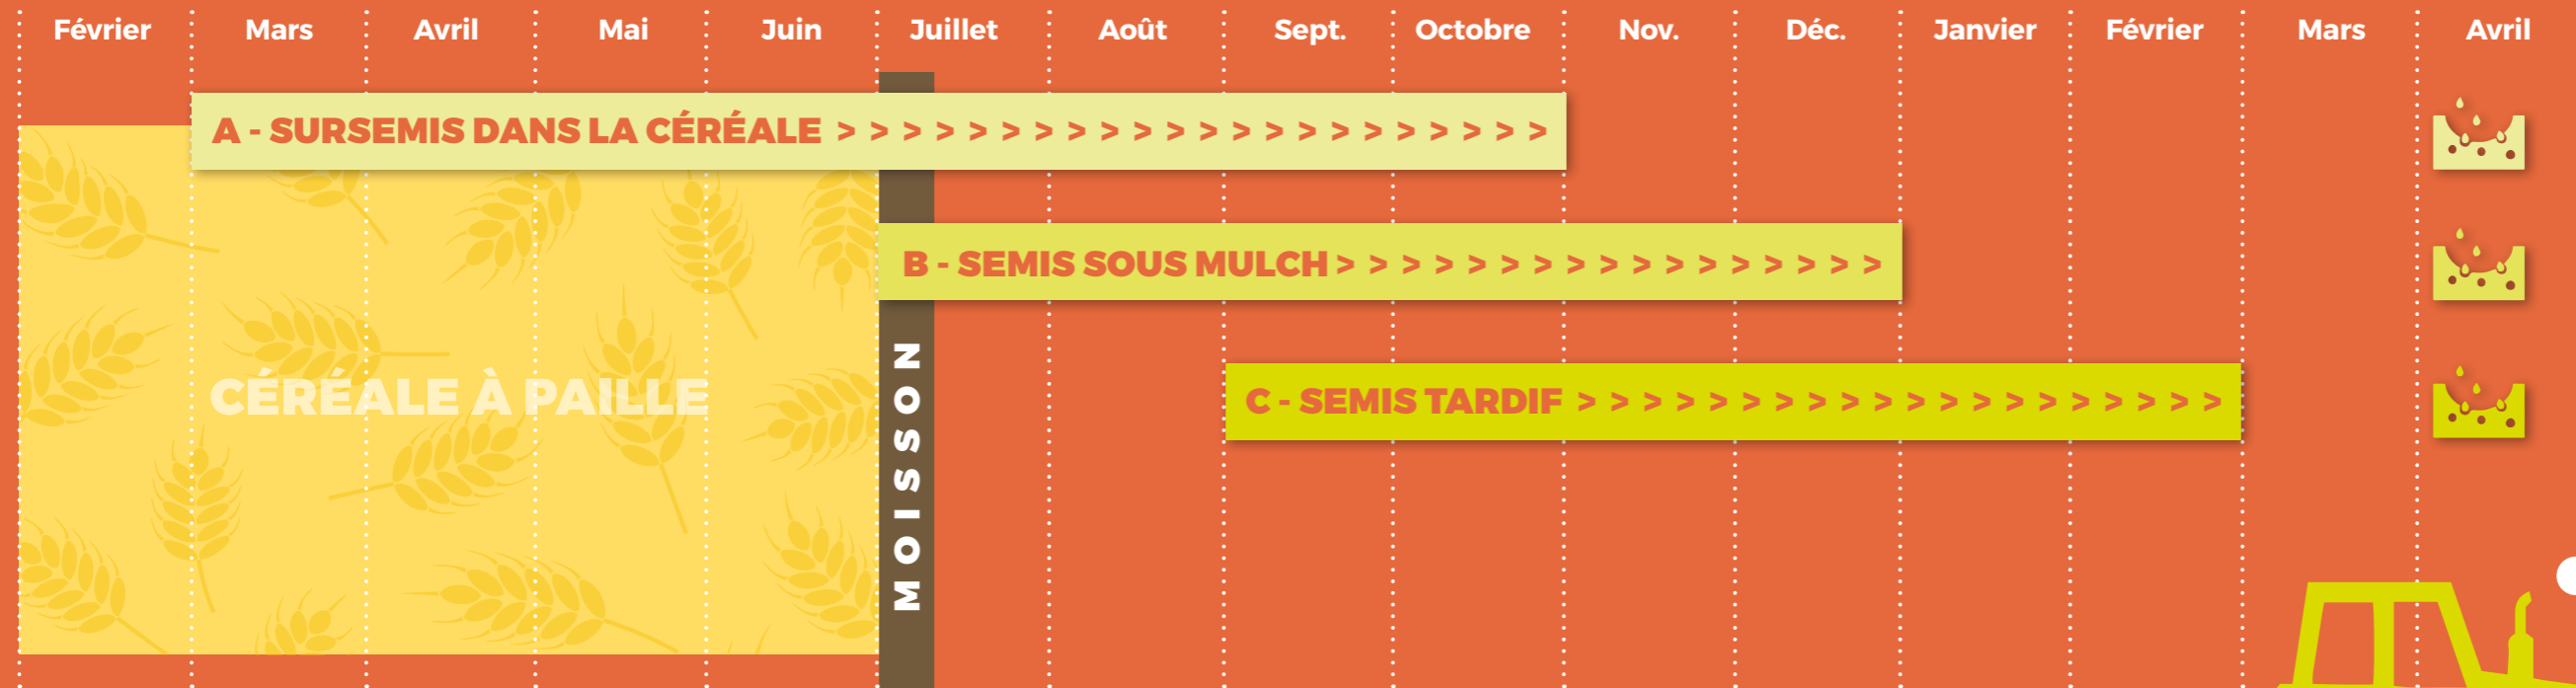 Février Mars Avril Mai Juin Juillet Août Sept. Octobre Nov. Déc. Janvier Février Mars Avril
A - SURSEMIS DANS LA CÉRÉALE > > > > > > > > > > > > > > > > > > > > > >
B - SEMIS SOUS MULCH > > > > > > > > > > > > > > > > >
CÉRÉALE À PAILLE
C - SEMIS TARDIF > > > > > > > > > > > > > > > > > > > >
MOISSON